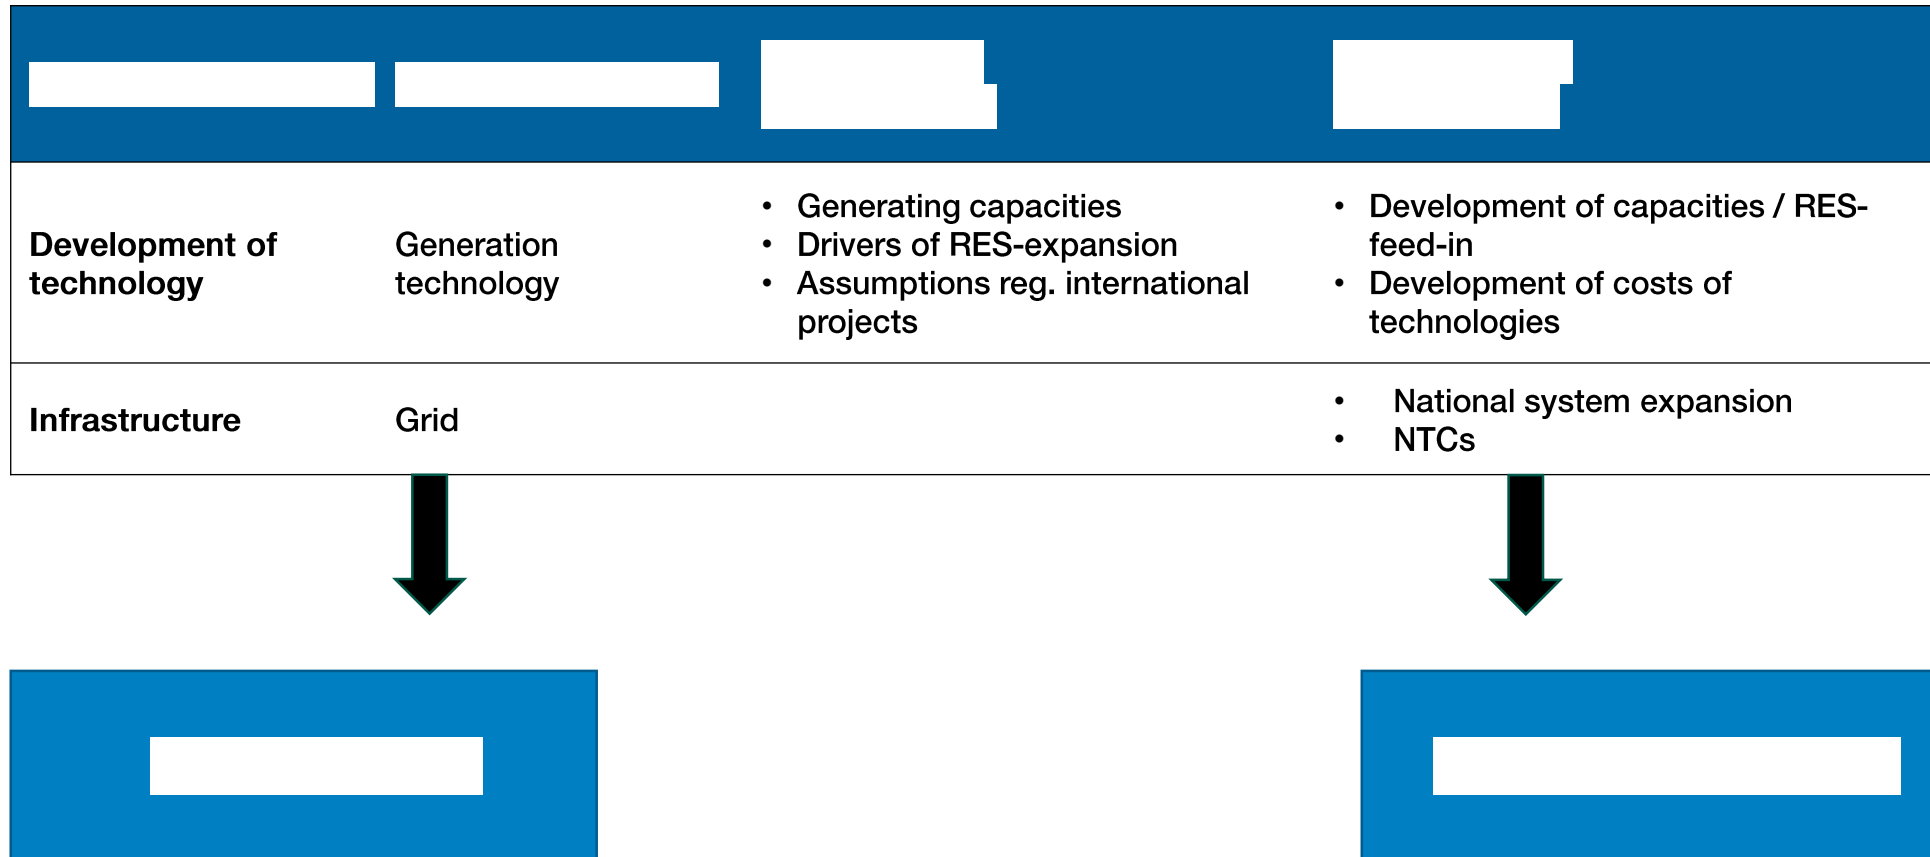 Development of
technology
Generation
technology
• Generating capacities
• Drivers of RES-expansion
• Assumptions reg. international
projects
• Development of capacities / RES-
feed-in
• Development of costs of
technologies
Infrastructure
Grid
• National system expansion
• NTCs